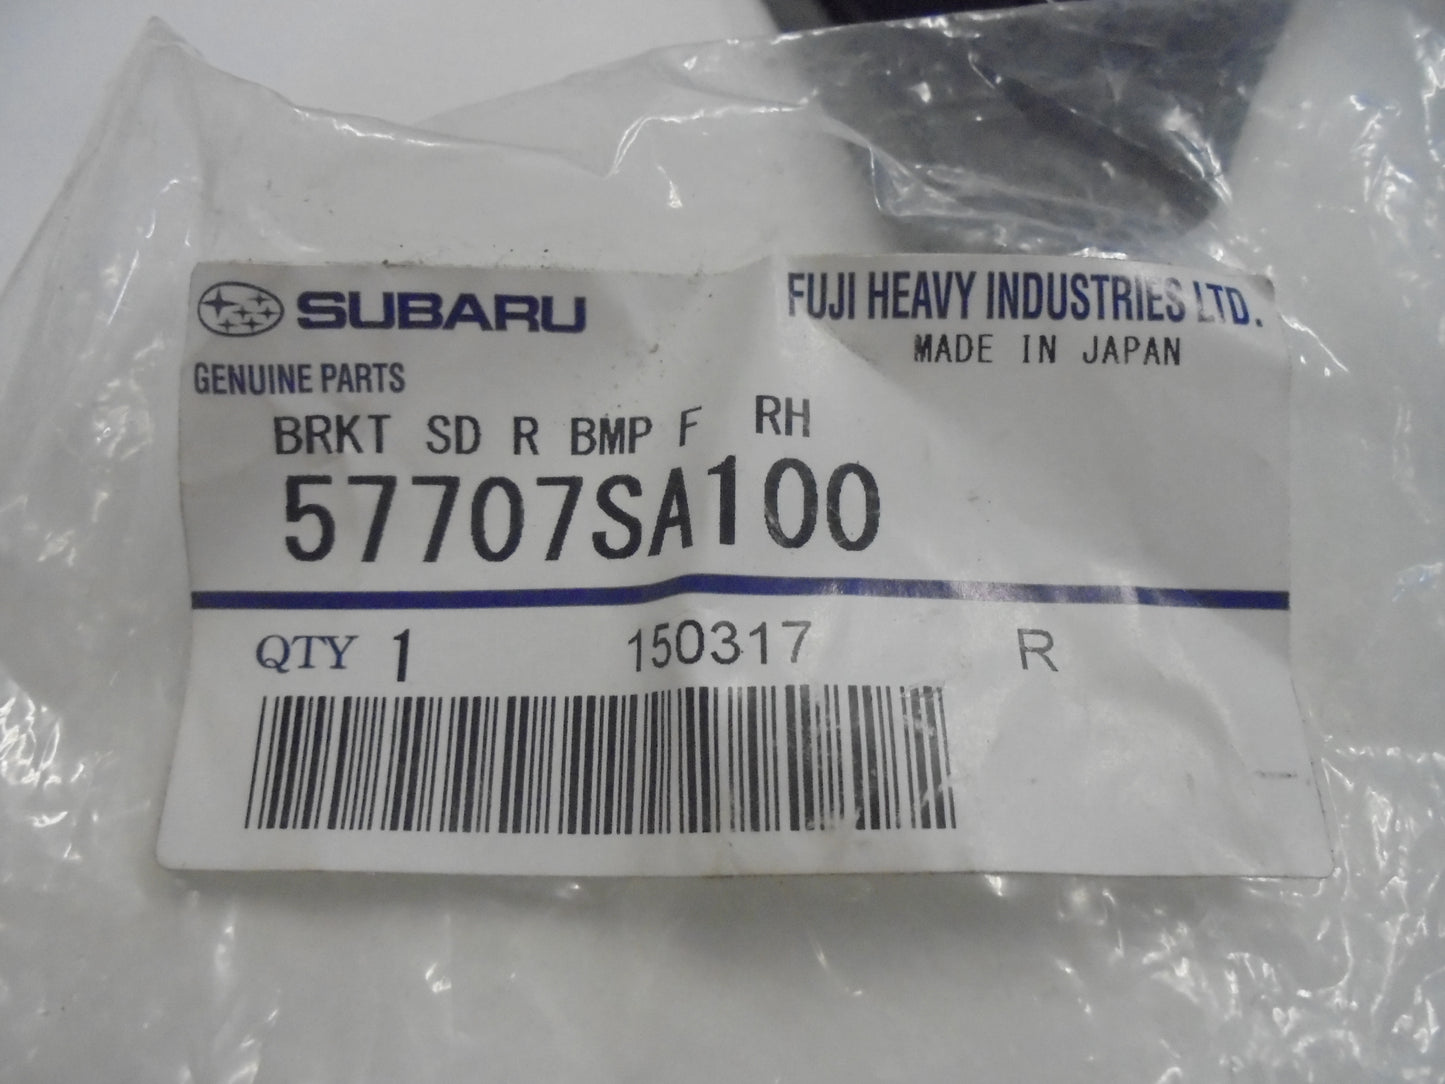 SUBARU
FUJI HEAVY INDUSTRIES LTD.
MADE IN JAPAN
GENUINE PARTS
BRKT SD R BMP F RH
57707SA100
QTY 1 150317 R